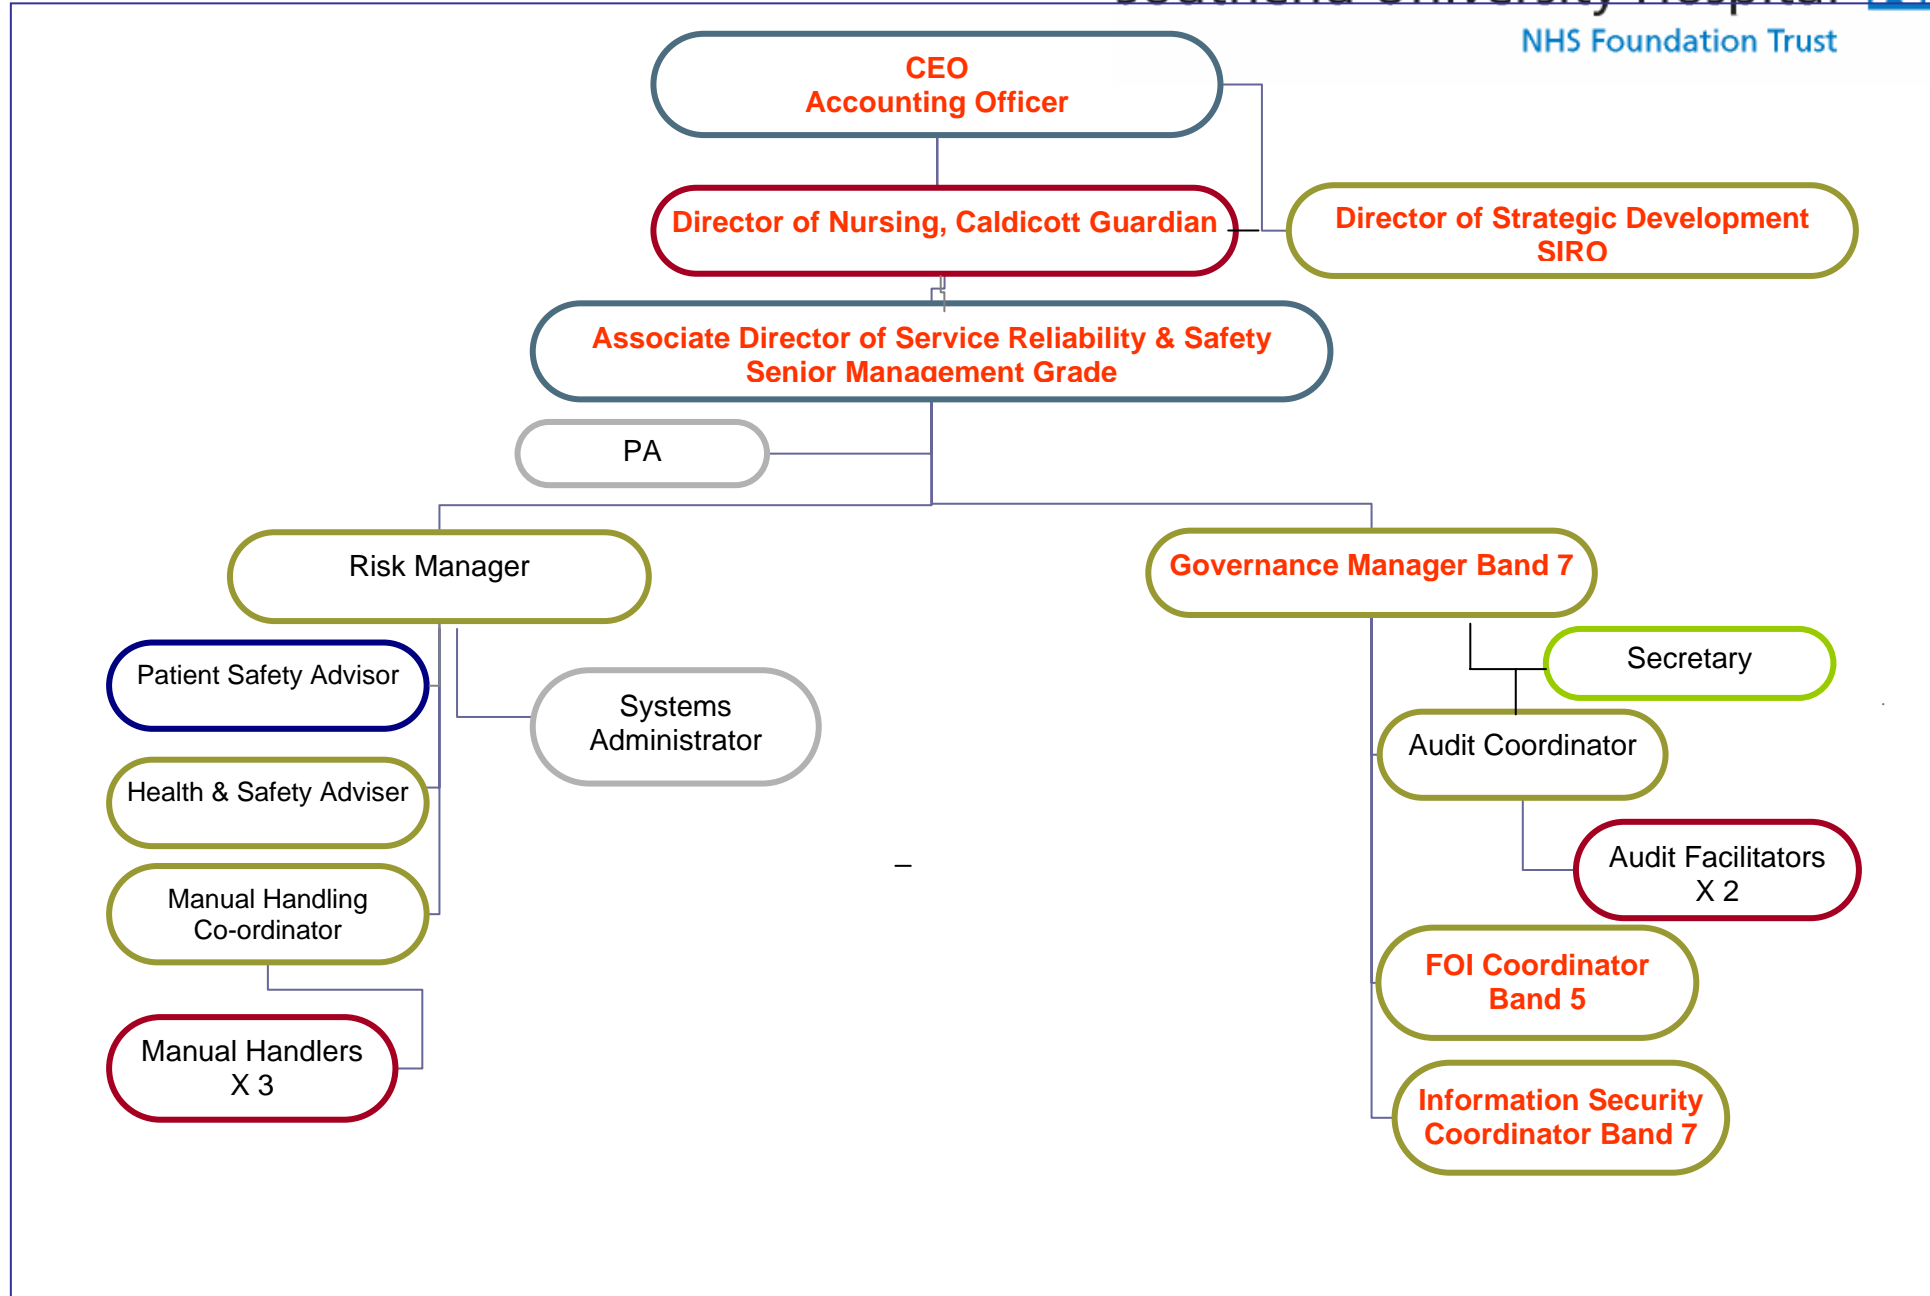 Southend University Hospital
NHS Foundation Trust
CEO
Accounting Officer
Director of Nursing, Caldicott Guardian
Director of Strategic Development
SIRO
Associate Director of Service Reliability & Safety
Senior Management Grade
PA
Risk Manager
Governance Manager Band 7
Patient Safety Advisor
Systems
Administrator
Secretary
Audit Coordinator
Health & Safety Adviser
Audit Facilitators
X 2
Manual Handling
Co-ordinator
FOI Coordinator
Band 5
Manual Handlers
X 3
Information Security
Coordinator Band 7